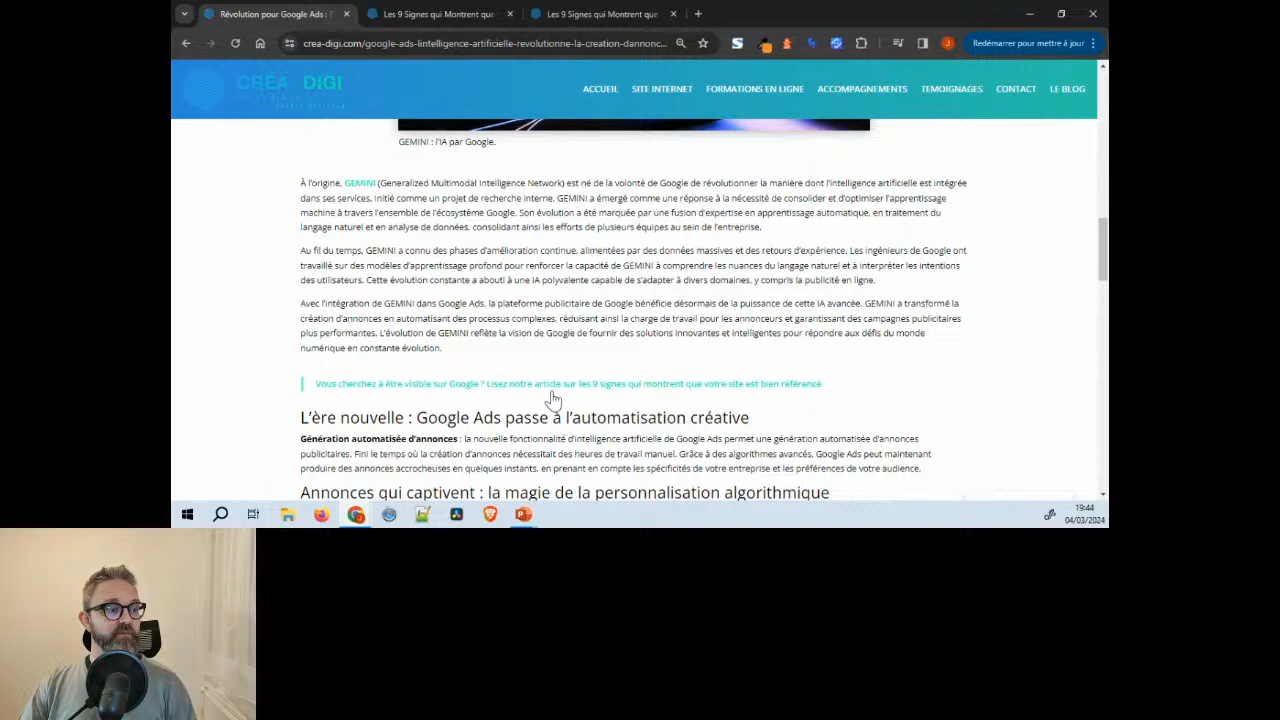 Révolution pour Google Ads : l'
Les 9 Signes qui Montrent que
Les 9 Signes qui Montrent que
crea-digi.com/google-ads-lintelligence-artificielle-revolutionne-la-creation-dannonc...
Redémarrer pour mettre à jour
CREA DIGI
ACCUEIL SITE INTERNET FORMATIONS EN LIGNE ACCOMPAGNEMENTS TEMOIGNAGES CONTACT LE BLOG
GEMINI : l'IA par Google.
À l'origine, GEMINI (Generalized Multimodal Intelligence Network) est né de la volonté de Google de révolutionner la manière dont l'intelligence artificielle est intégrée
dans ses services. Initié comme un projet de recherche interne, GEMINI a émergé comme une réponse à la nécessité de consolider et d'optimiser l'apprentissage
machine à travers l'ensemble de l'écosystème Google. Son évolution a été marquée par une fusion d'expertise en apprentissage automatique, en traitement du
langage naturel et en analyse de données, consolidant ainsi les efforts de plusieurs équipes au sein de l'entreprise.
Au fil du temps, GEMINI a connu des phases d'amélioration continue, alimentées par des données massives et des retours d'expérience. Les ingénieurs de Google ont
travaillé sur des modèles d'apprentissage profond pour renforcer la capacité de GEMINI à comprendre les nuances du langage naturel et à interpréter les intentions
des utilisateurs. Cette évolution constante a abouti à une IA polyvalente capable de s'adapter à divers domaines, y compris la publicité en ligne.
Avec l'intégration de GEMINI dans Google Ads, la plateforme publicitaire de Google bénéficie désormais de la puissance de cette IA avancée. GEMINI a transformé la
création d'annonces en automatisant des processus complexes, réduisant ainsi la charge de travail pour les annonceurs et garantissant des campagnes publicitaires
plus performantes. L'évolution de GEMINI reflète la vision de Google de fournir des solutions innovantes et intelligentes pour répondre aux défis du monde
numérique en constante évolution.
Vous cherchez à être visible sur Google ? Lisez notre article sur les 9 signes qui montrent que votre site est bien référencé
L'ère nouvelle : Google Ads passe à l'automatisation créative
Génération automatisée d'annonces : la nouvelle fonctionnalité d'intelligence artificielle de Google Ads permet une génération automatisée d'annonces
publicitaires. Fini le temps où la création d'annonces nécessitait des heures de travail manuel. Grâce à des algorithmes avancés, Google Ads peut maintenant
produire des annonces accrocheuses en quelques instants, en prenant en compte les spécificités de votre entreprise et les préférences de votre audience.
Annonces qui captivent : la magie de la personnalisation algorithmique
19:44
04/03/2024